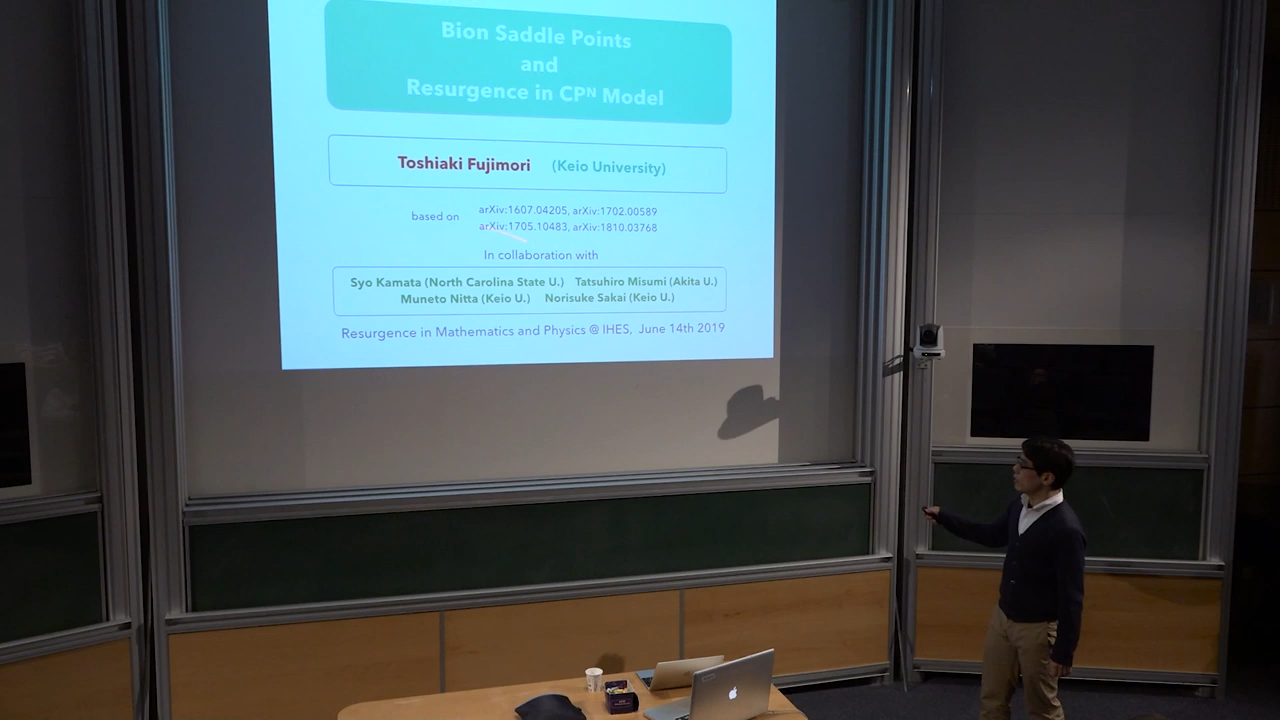 Bion Saddle Points
and
Resurgence in CPᴺ Model
Toshiaki Fujimori (Keio University)
based on
arXiv:1607.04205, arXiv:1702.00589
arXiv:1705.10483, arXiv:1810.03768
In collaboration with
Syo Kamata (North Carolina State U.) Tatsuhiro Misumi (Akita U.)
Muneto Nitta (Keio U.) Norisuke Sakai (Keio U.)
Resurgence in Mathematics and Physics @ IHES, June 14th 2019